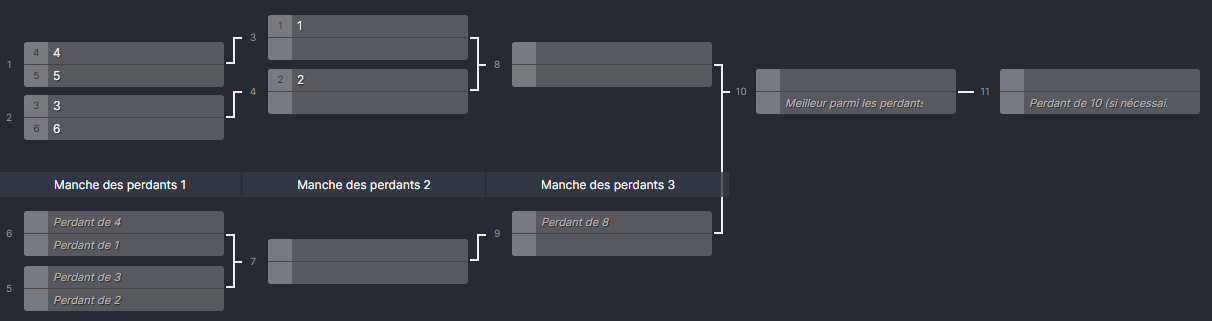 1
4 4
5 5
2
3 3
6 6
3
1 1
4
2 2
8
10
Meilleur parmi les perdants
11
Perdant de 10 (si nécessai
Manche des perdants 1
Manche des perdants 2
Manche des perdants 3
6
Perdant de 4
Perdant de 1
5
Perdant de 3
Perdant de 2
7
9
Perdant de 8